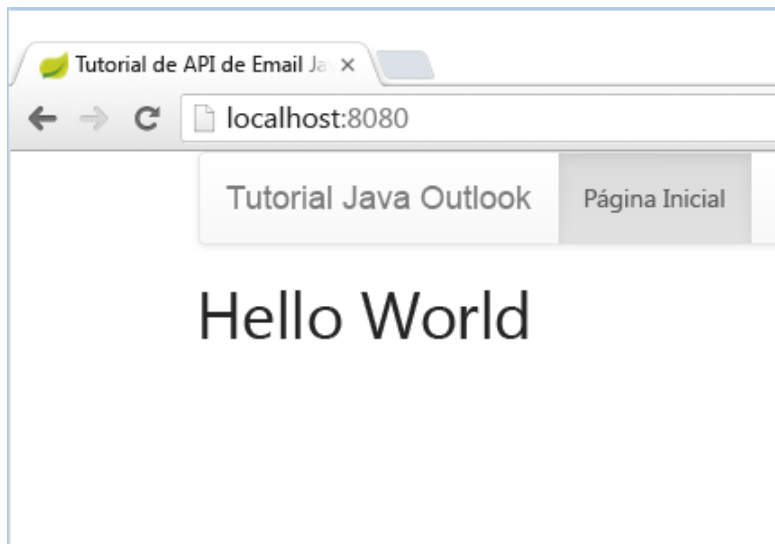 Tutorial de API de Email Ja
localhost:8080
Tutorial Java Outlook
Página Inicial
Hello World